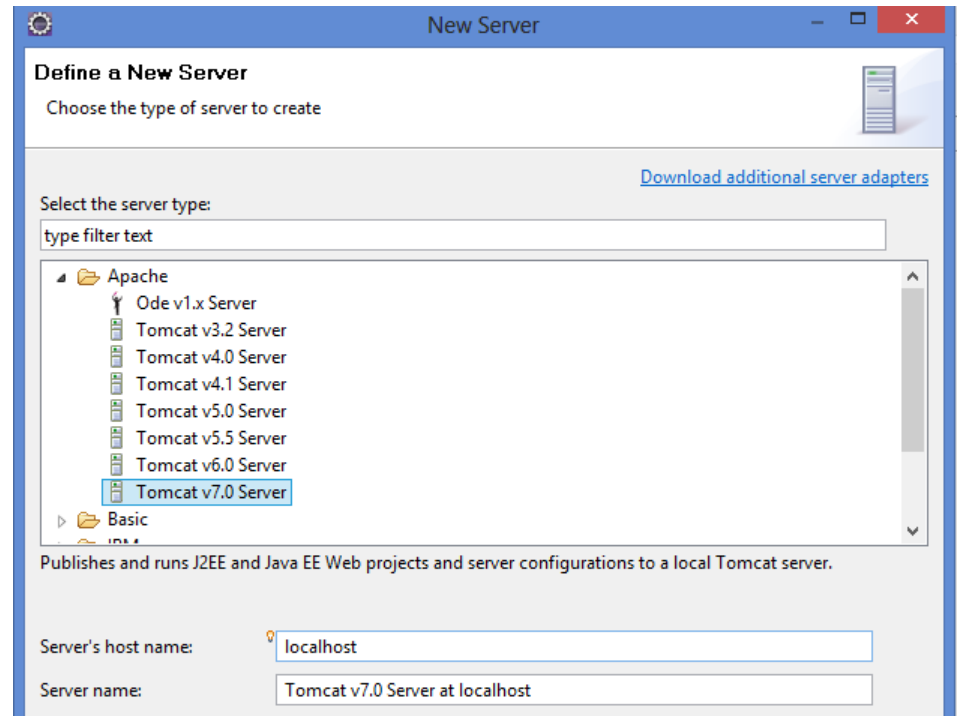 New Server
Define a New Server
Choose the type of server to create
Download additional server adapters
Select the server type:
type filter text
Apache
Ode v1.x Server
Tomcat v3.2 Server
Tomcat v4.0 Server
Tomcat v4.1 Server
Tomcat v5.0 Server
Tomcat v5.5 Server
Tomcat v6.0 Server
Tomcat v7.0 Server
Basic
Publishes and runs J2EE and Java EE Web projects and server configurations to a local Tomcat server.
Server's host name:
localhost
Server name:
Tomcat v7.0 Server at localhost